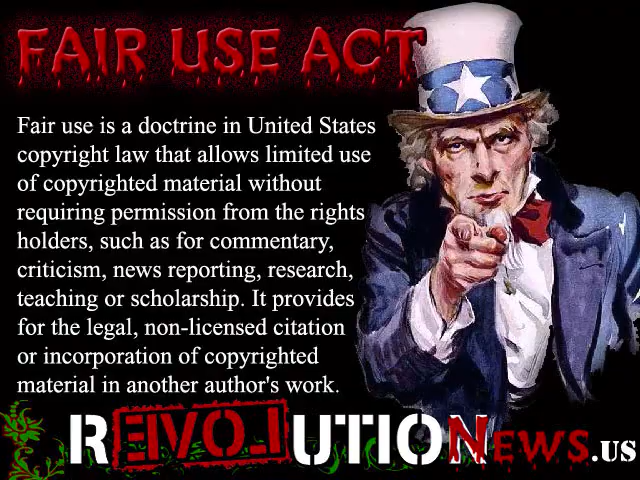 FAIR USE ACT
Fair use is a doctrine in United States
copyright law that allows limited use
of copyrighted material without
requiring permission from the rights
holders, such as for commentary,
criticism, news reporting, research,
teaching or scholarship. It provides
for the legal, non-licensed citation
or incorporation of copyrighted
material in another author's work.
REVOLUTIONNEWS.US